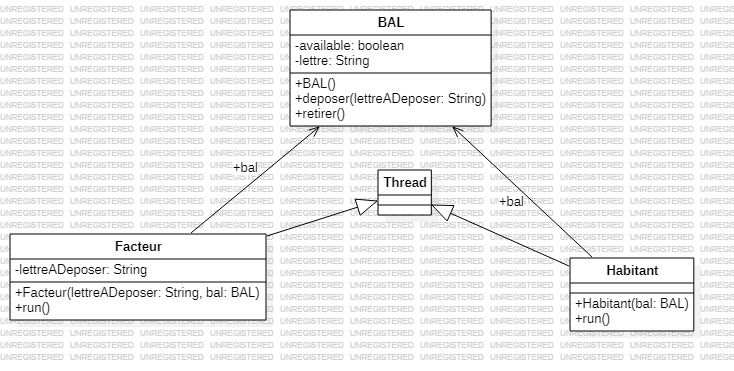 BAL
-available: boolean
-lettre: String
+BAL()
+deposer(lettreADeposer: String)
+retirer()
+bal
Thread
+bal
Facteur
-lettreADeposer: String
+Facteur(lettreADeposer: String, bal: BAL)
+run()
Habitant
+Habitant(bal: BAL)
+run()
UNREGISTERED